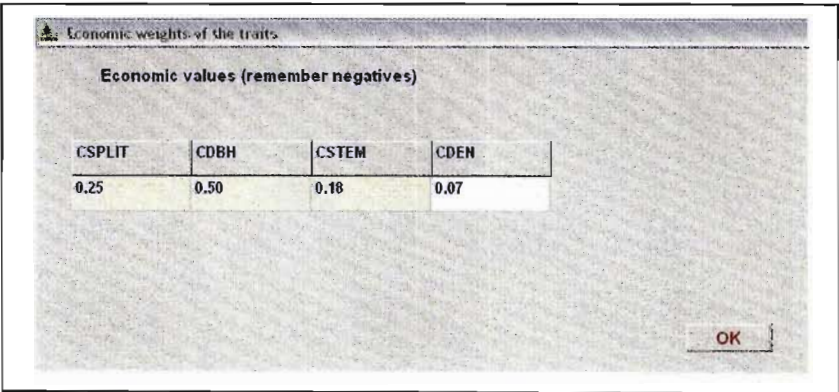 Economic weights of the traits
Economic values (remember negatives)
CSPLIT CDBH CSTEM CDEN
0.25 0.50 0.18 0.07
OK